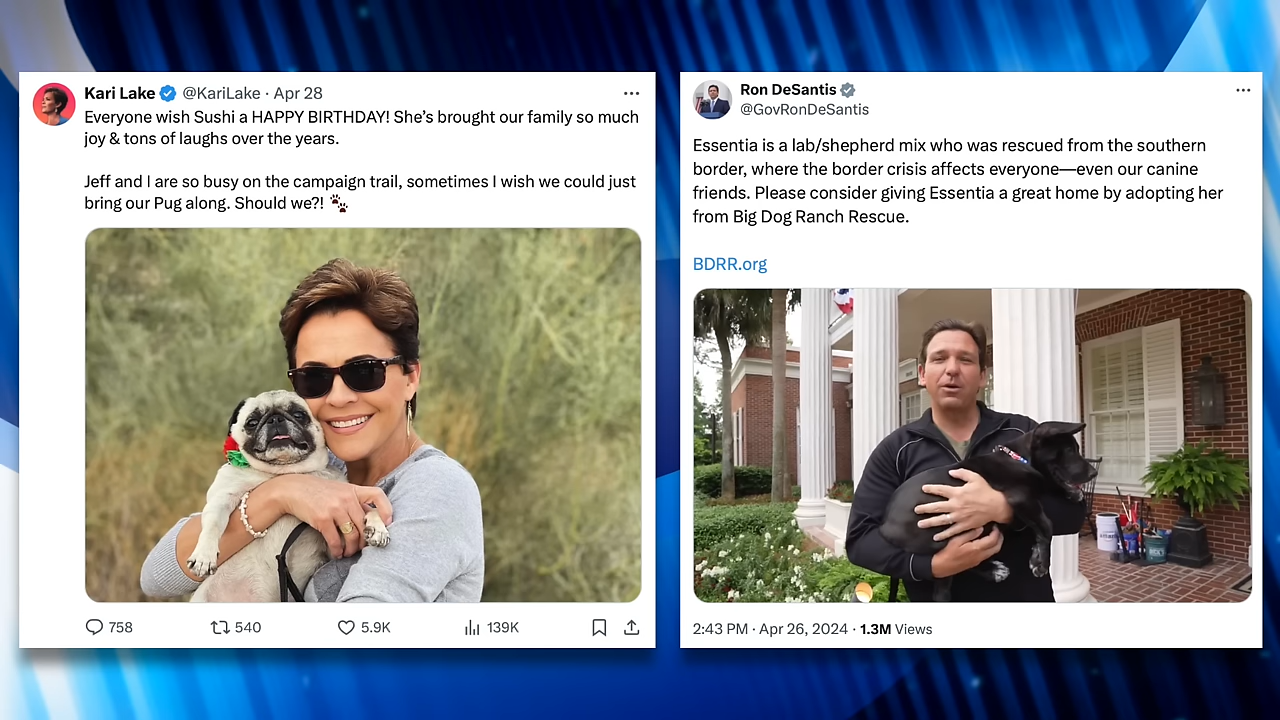 Kari Lake @KariLake · Apr 28
Everyone wish Sushi a HAPPY BIRTHDAY! She's brought our family so much
joy & tons of laughs over the years.
Jeff and I are so busy on the campaign trail, sometimes I wish we could just
bring our Pug along. Should we?! 🐾
758 540 5.9K 139K
Ron DeSantis
@GovRonDeSantis
Essentia is a lab/shepherd mix who was rescued from the southern
border, where the border crisis affects everyone—even our canine
friends. Please consider giving Essentia a great home by adopting her
from Big Dog Ranch Rescue.
BDRR.org
2:43 PM · Apr 26, 2024 · 1.3M Views